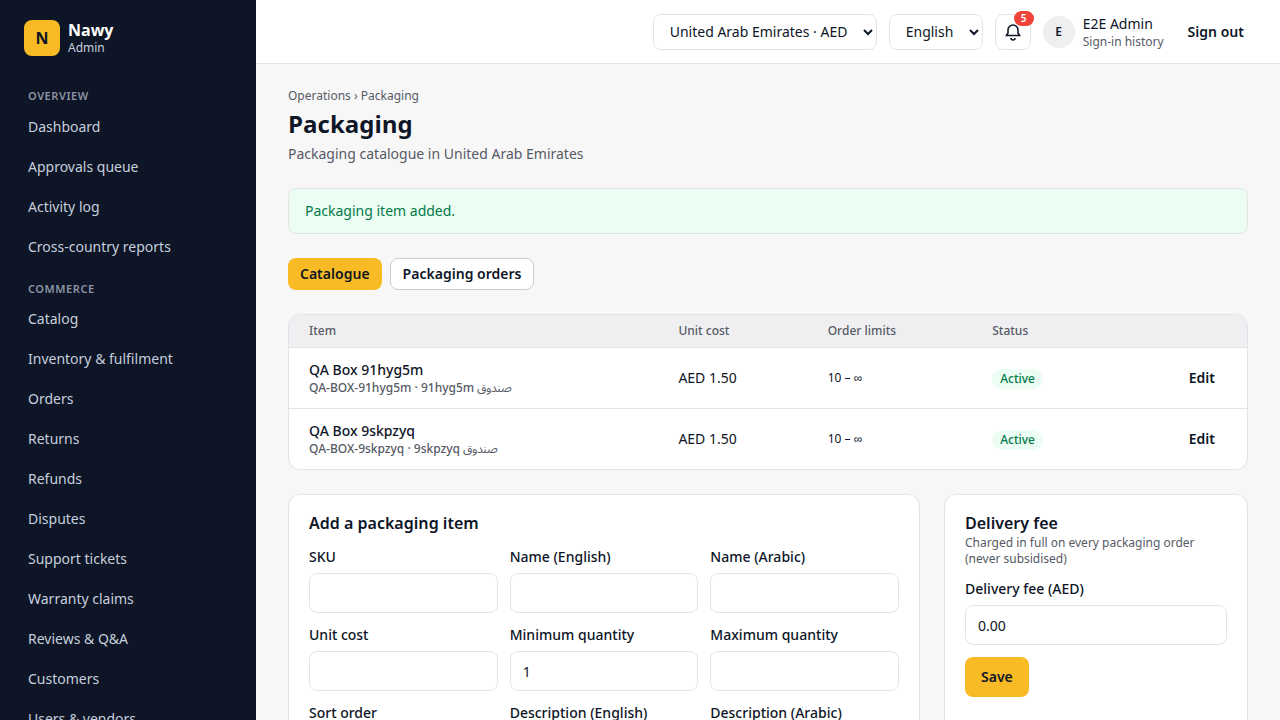 N
Nawy
Admin
United Arab Emirates · AED
English
5
E
E2E Admin
Sign-in history
Sign out
OVERVIEW
Dashboard
Approvals queue
Activity log
Cross-country reports
COMMERCE
Catalog
Inventory & fulfilment
Orders
Returns
Refunds
Disputes
Support tickets
Warranty claims
Reviews & Q&A
Customers
Users & vendors
Operations › Packaging
Packaging
Packaging catalogue in United Arab Emirates
Packaging item added.
Catalogue
Packaging orders
Item Unit cost Order limits Status
QA Box 91hyg5m
QA-BOX-91hyg5m · 91hyg5m صندوق
AED 1.50 10 – ∞ Active Edit
QA Box 9skpzyq
QA-BOX-9skpzyq · 9skpzyq صندوق
AED 1.50 10 – ∞ Active Edit
Add a packaging item
SKU Name (English) Name (Arabic)
Unit cost Minimum quantity Maximum quantity
1
Sort order Description (English) Description (Arabic)
Delivery fee
Charged in full on every packaging order
(never subsidised)
Delivery fee (AED)
0.00
Save